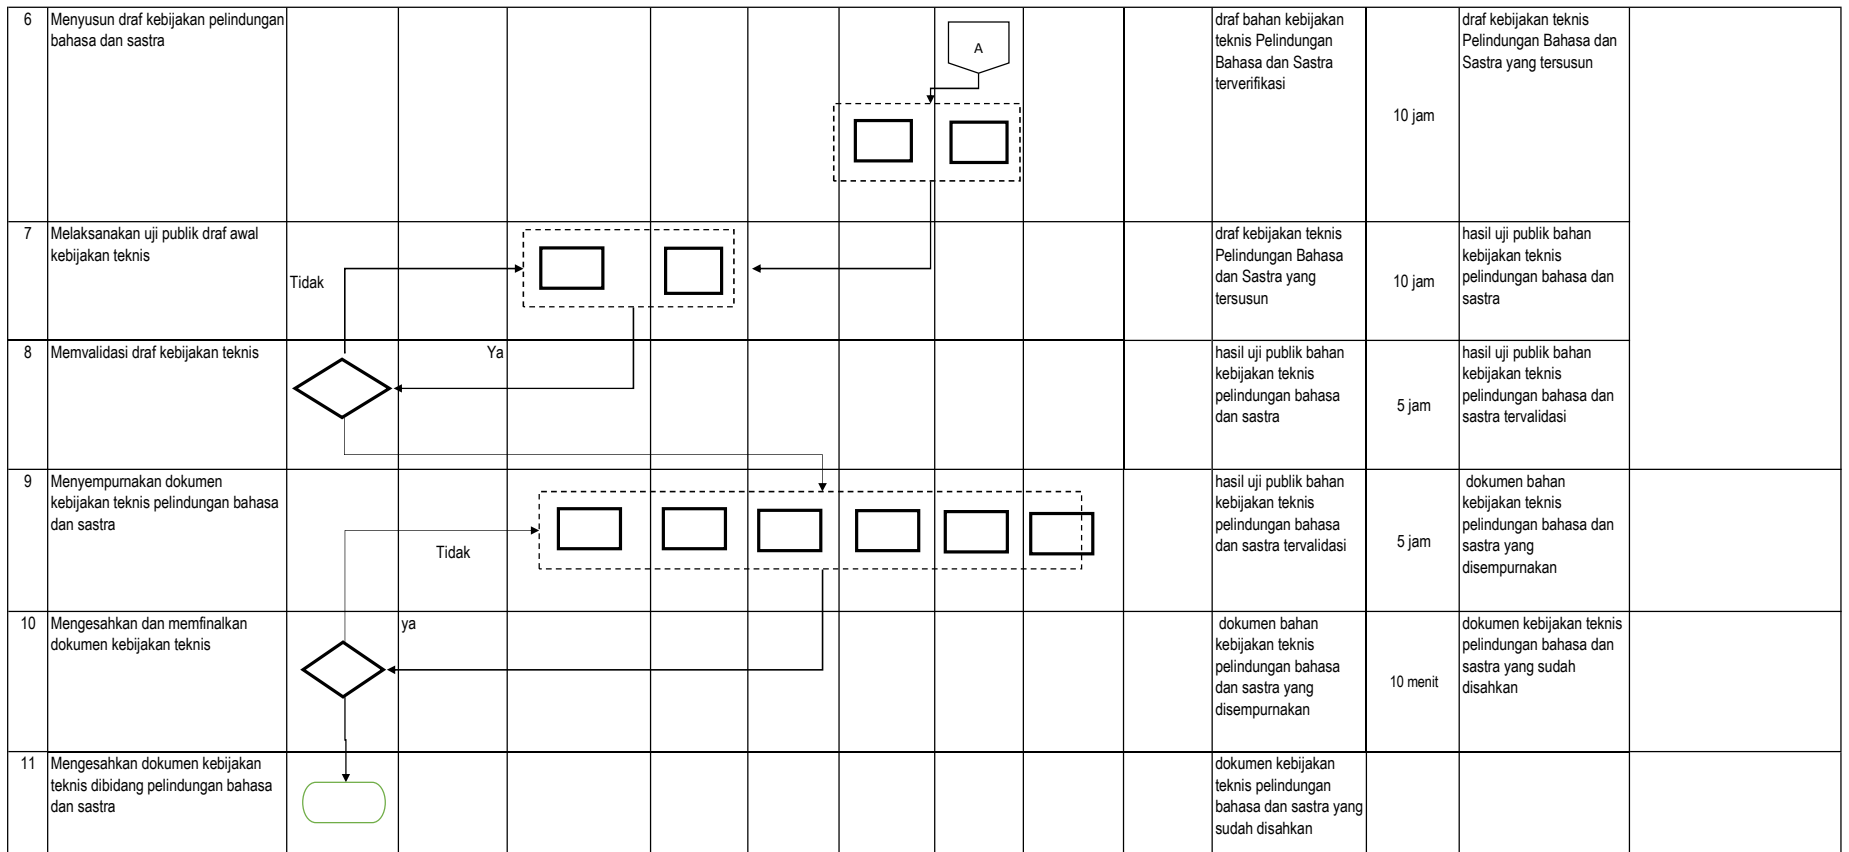 6
Menyusun draf kebijakan pelindungan
bahasa dan sastra
A
draf bahan kebijakan
teknis Pelindungan
Bahasa dan Sastra
terverifikasi
10 jam
draf kebijakan teknis
Pelindungan Bahasa dan
Sastra yang tersusun
7
Melaksanakan uji publik draf awal
kebijakan teknis
Tidak
draf kebijakan teknis
Pelindungan Bahasa
dan Sastra yang
tersusun
10 jam
hasil uji publik bahan
kebijakan teknis
pelindungan bahasa dan
sastra
8
Memvalidasi draf kebijakan teknis
Ya
hasil uji publik bahan
kebijakan teknis
pelindungan bahasa
dan sastra
5 jam
hasil uji publik bahan
kebijakan teknis
pelindungan bahasa dan
sastra tervalidasi
9
Menyempurnakan dokumen
kebijakan teknis pelindungan bahasa
dan sastra
Tidak
hasil uji publik bahan
kebijakan teknis
pelindungan bahasa
dan sastra tervalidasi
5 jam
dokumen bahan
kebijakan teknis
pelindungan bahasa dan
sastra yang
disempurnakan
10
Mengesahkan dan memfinalkan
dokumen kebijakan teknis
ya
dokumen bahan
kebijakan teknis
pelindungan bahasa
dan sastra yang
disempurnakan
10 menit
dokumen kebijakan teknis
pelindungan bahasa dan
sastra yang sudah
disahkan
11
Mengesahkan dokumen kebijakan
teknis dibidang pelindungan bahasa
dan sastra
dokumen kebijakan
teknis pelindungan
bahasa dan sastra yang
sudah disahkan